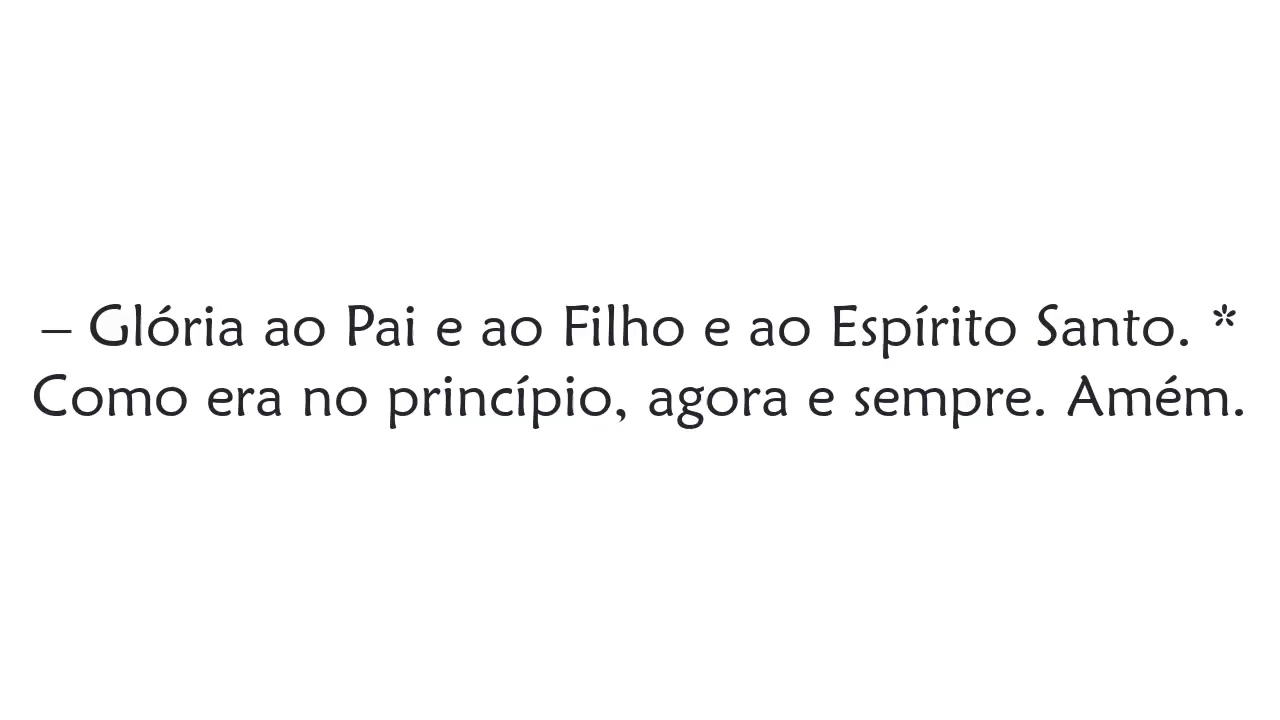 – Glória ao Pai e ao Filho e ao Espírito Santo. *
Como era no princípio, agora e sempre. Amém.